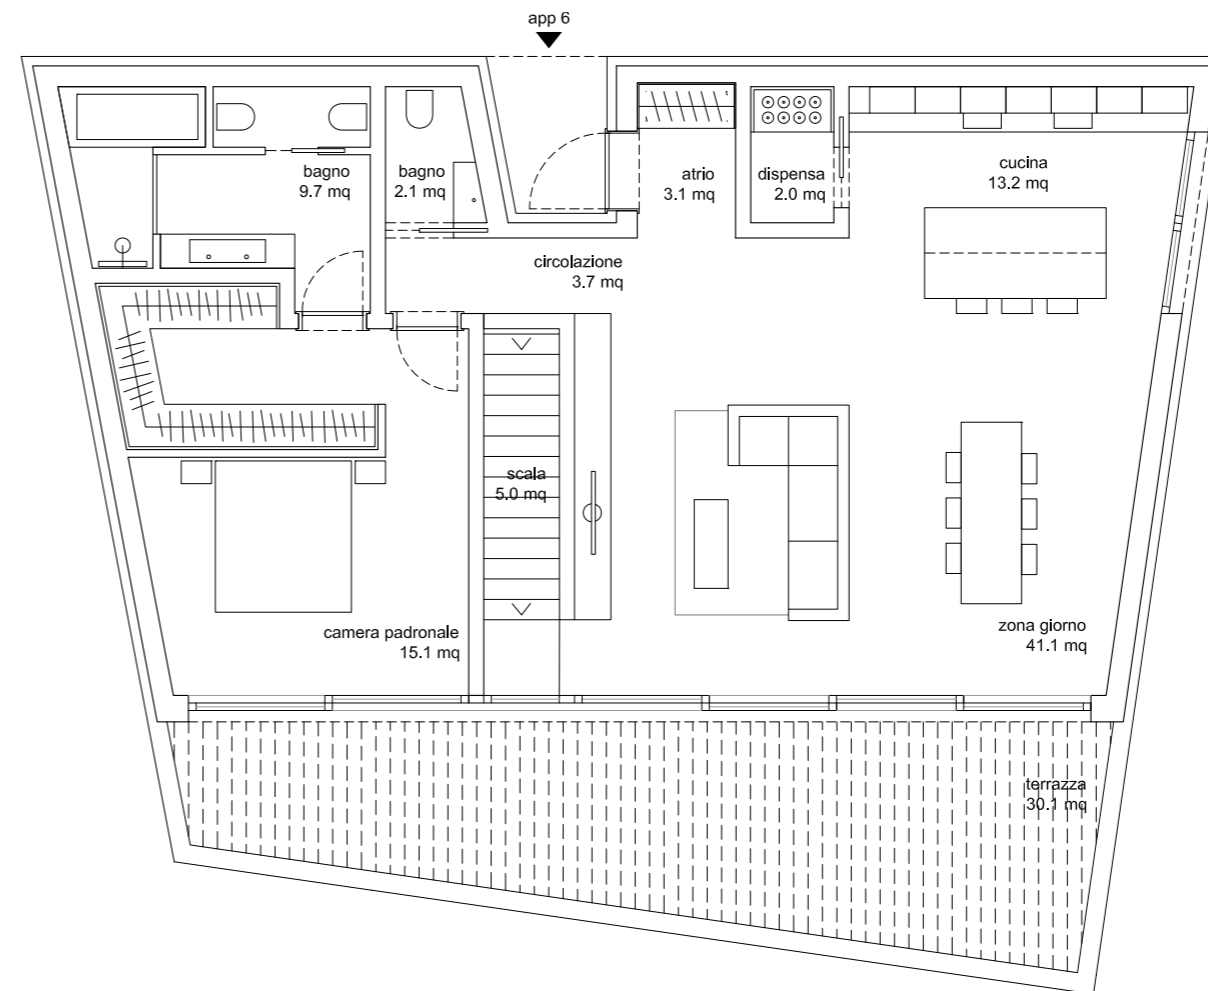 app 6
bagno
9.7 mq
bagno
2.1 mq
atrio
3.1 mq
dispensa
2.0 mq
cucina
13.2 mq
circolazione
3.7 mq
scala
5.0 mq
camera padronale
15.1 mq
zona giorno
41.1 mq
terrazza
30.1 mq